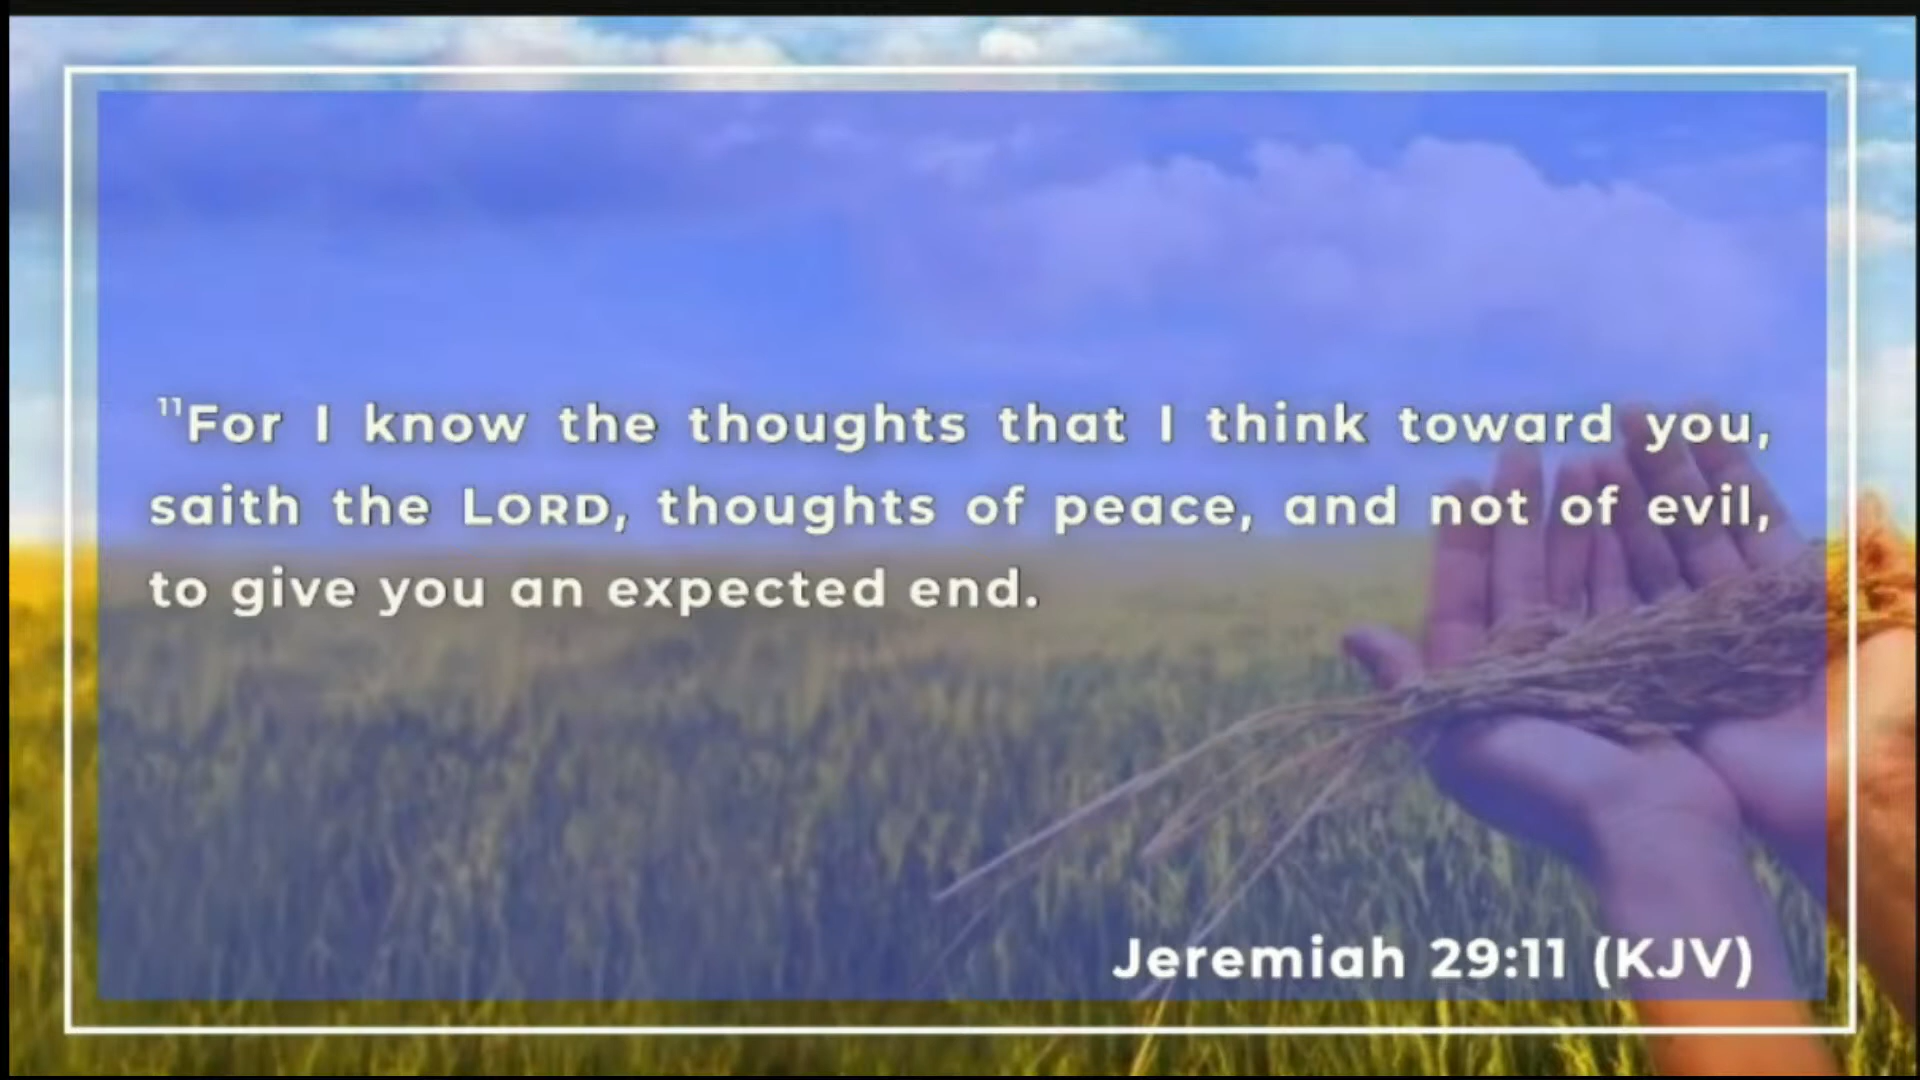 ¹¹For I know the thoughts that I think toward you,
saith the LORD, thoughts of peace, and not of evil,
to give you an expected end.
Jeremiah 29:11 (KJV)